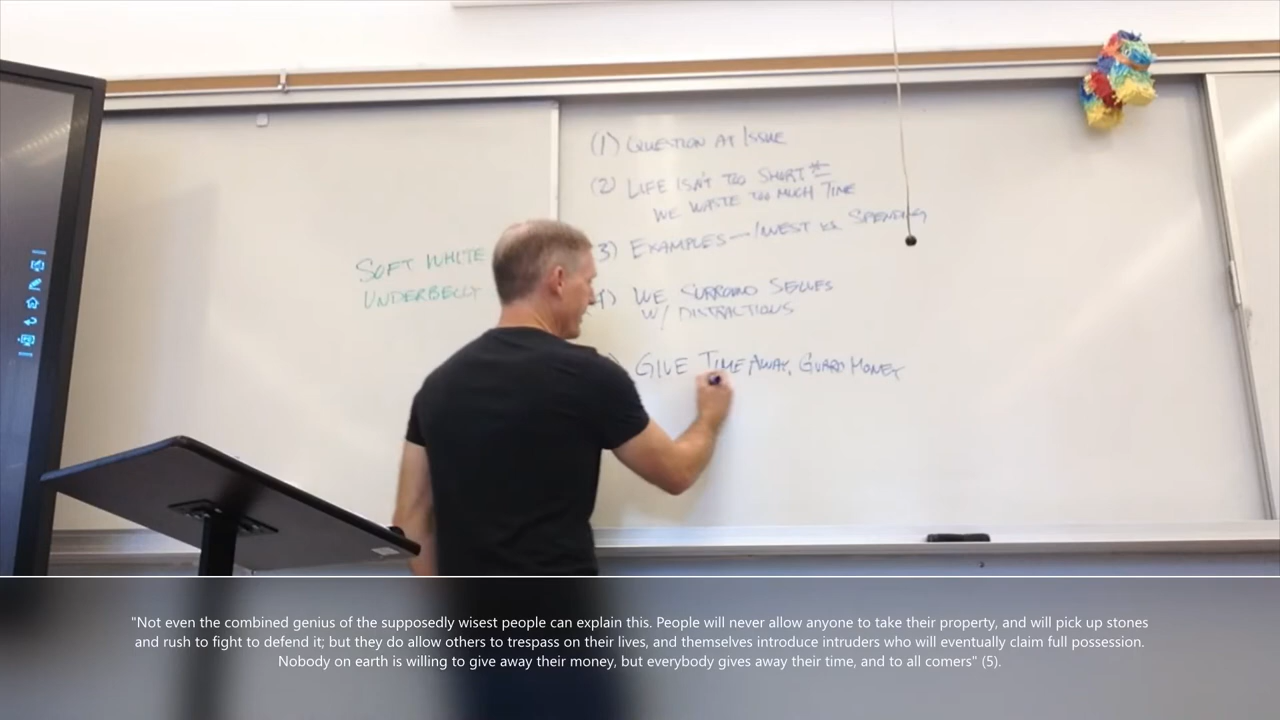 (1) QUESTION AT ISSUE
(2) LIFE ISN'T TOO SHORT
WE WASTE TOO MUCH TIME
3) EXAMPLES—INVEST vs. SPENDING
SOFT WHITE
UNDERBELLY
4) WE SURROUND SELVES
W/ DISTRACTIONS
) GIVE TIME AWAY, GUARD MONEY
"Not even the combined genius of the supposedly wisest people can explain this. People will never allow anyone to take their property, and will pick up stones
and rush to fight to defend it; but they do allow others to trespass on their lives, and themselves introduce intruders who will eventually claim full possession.
Nobody on earth is willing to give away their money, but everybody gives away their time, and to all comers" (5).